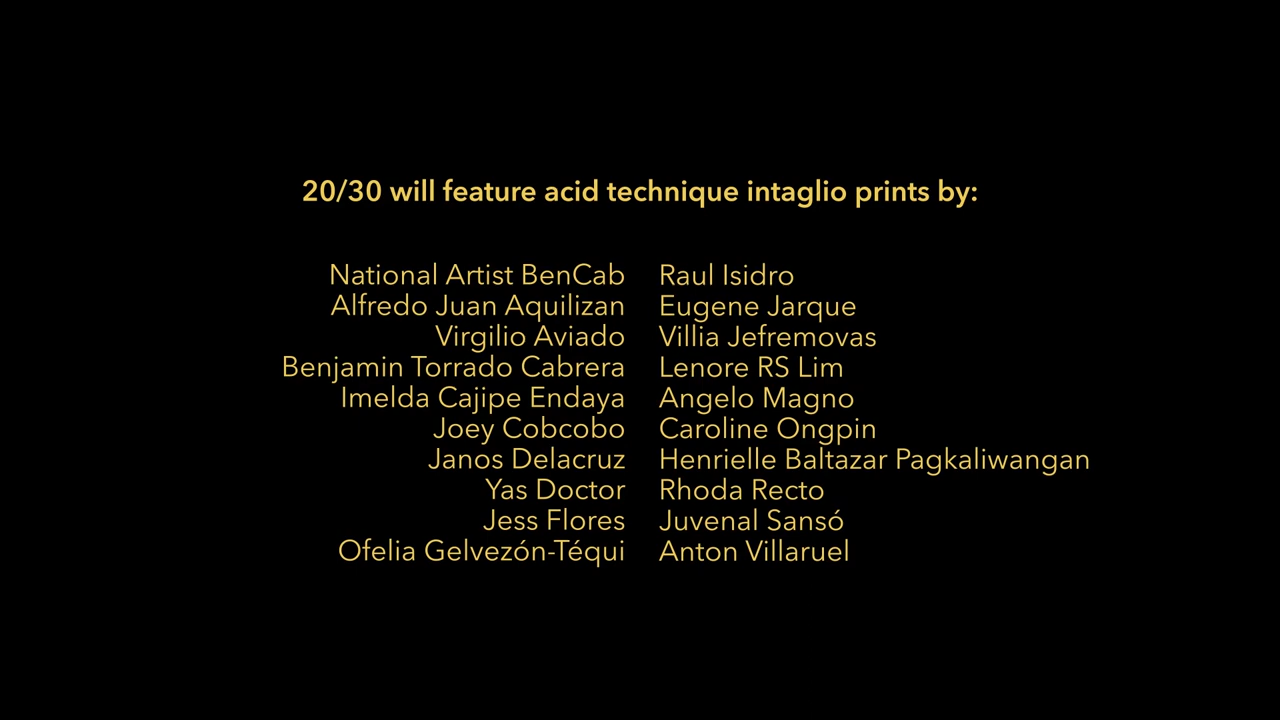 20/30 will feature acid technique intaglio prints by:
National Artist BenCab
Alfredo Juan Aquilizan
Virgilio Aviado
Benjamin Torrado Cabrera
Imelda Cajipe Endaya
Joey Cobcobo
Janos Delacruz
Yas Doctor
Jess Flores
Ofelia Gelvezón-Téqui
Raul Isidro
Eugene Jarque
Villia Jefremovas
Lenore RS Lim
Angelo Magno
Caroline Ongpin
Henrielle Baltazar Pagkaliwangan
Rhoda Recto
Juvenal Sansó
Anton Villaruel